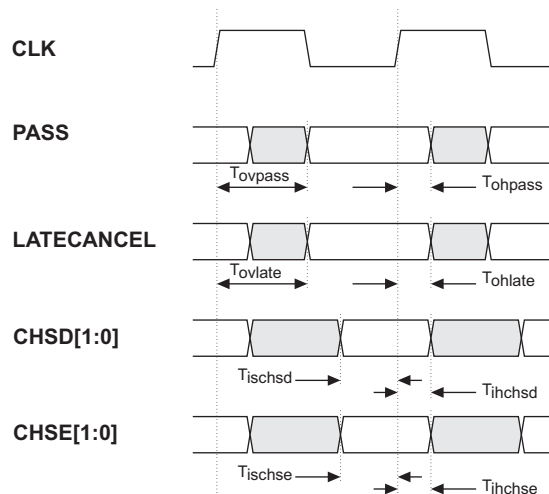 CLK
PASS
Tovpass
Tohpass
LATECANCEL
Tovlate
Tohlate
CHSD[1:0]
Tischsd
Tihchsd
CHSE[1:0]
Tischse
Tihchse